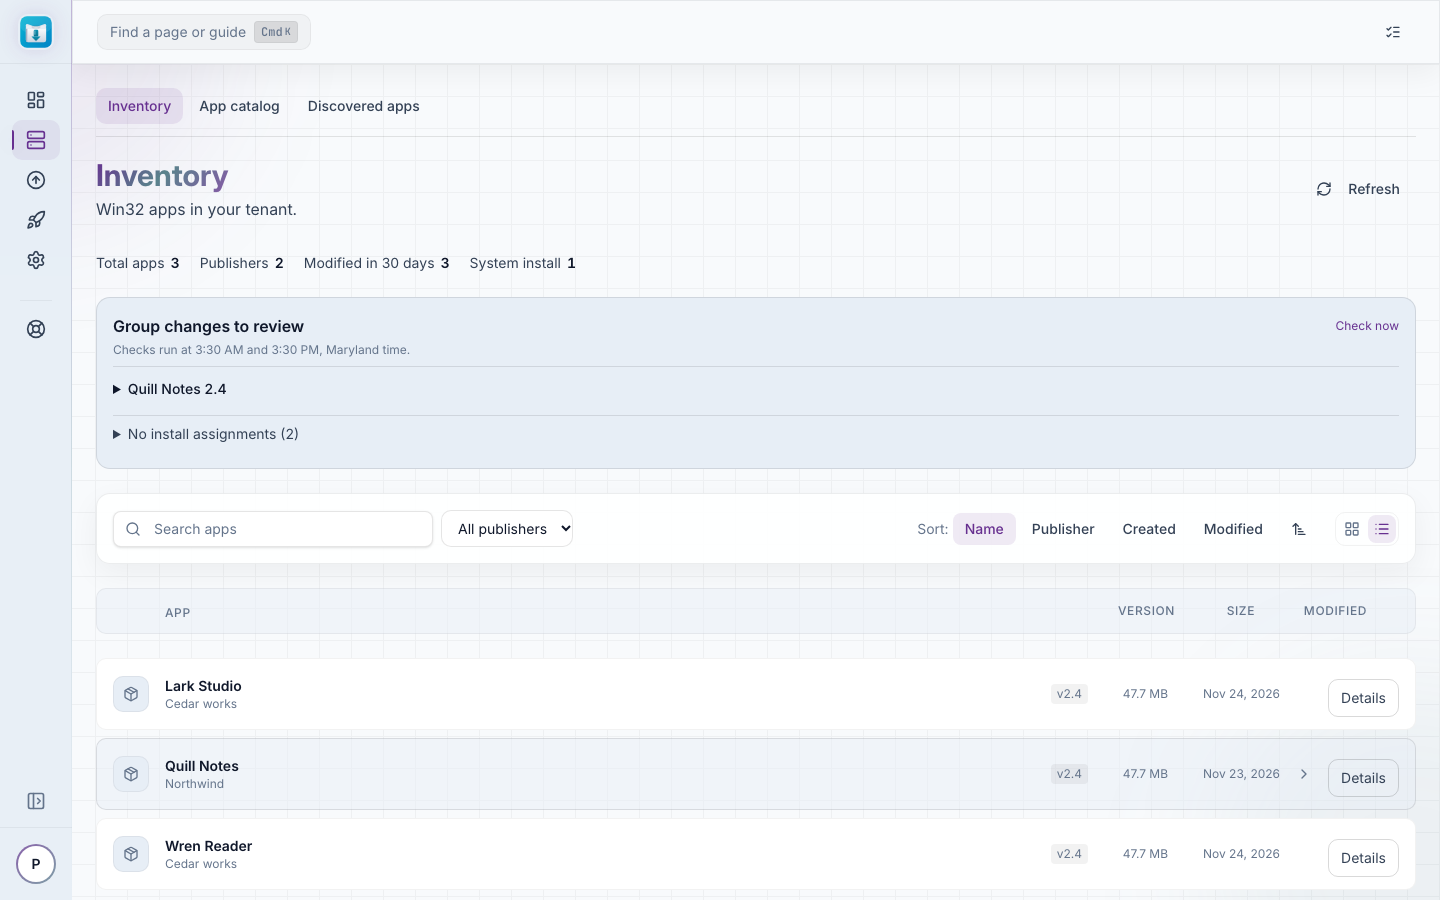 Find a page or guide Cmd K
Inventory App catalog Discovered apps
Inventory
Win32 apps in your tenant.
Refresh
Total apps 3 Publishers 2 Modified in 30 days 3 System install 1
Group changes to review
Check now
Checks run at 3:30 AM and 3:30 PM, Maryland time.
Quill Notes 2.4
No install assignments (2)
Search apps All publishers Sort: Name Publisher Created Modified
APP VERSION SIZE MODIFIED
Lark Studio
Cedar works
v2.4 47.7 MB Nov 24, 2026 Details
Quill Notes
Northwind
v2.4 47.7 MB Nov 23, 2026 Details
Wren Reader
Cedar works
v2.4 47.7 MB Nov 24, 2026 Details
P